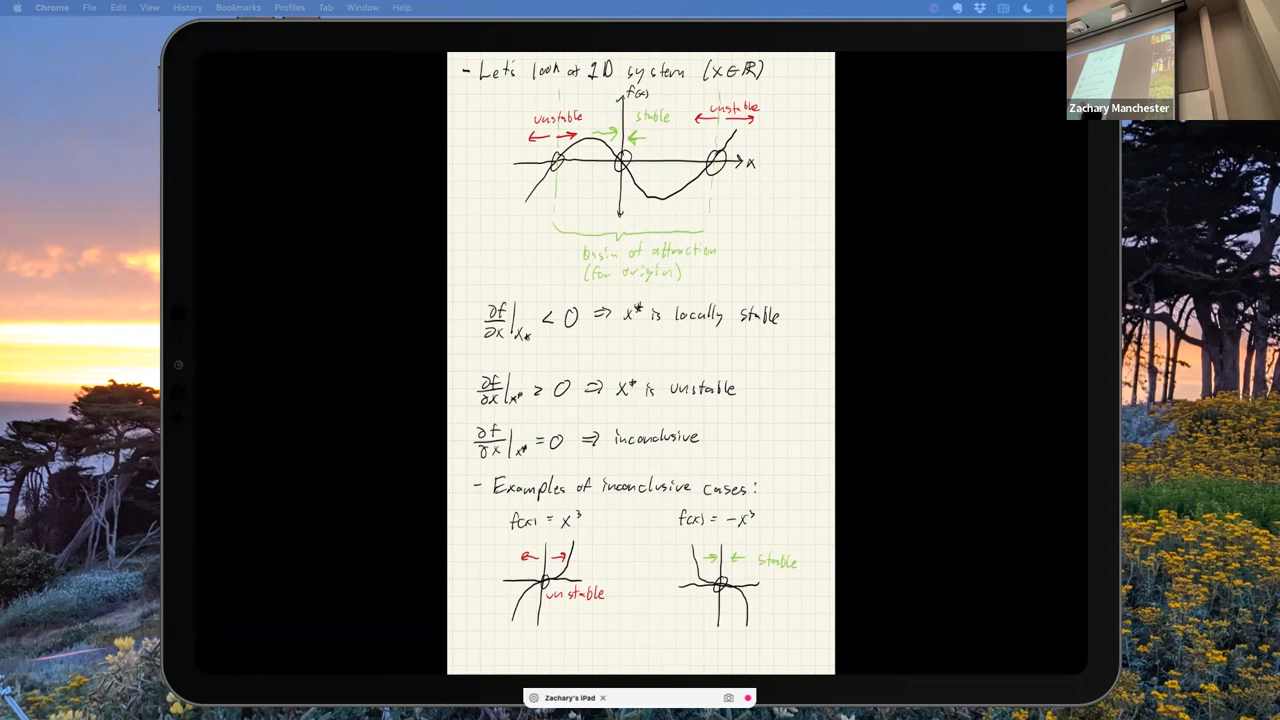 Chrome File Edit View History Bookmarks Profiles Tab Window Help
Zachary Manchester
- Let's look at 1D system (x∈ℝ)
f(x)
unstable stable unstable
x
basin of attraction
(for origin)
∂f/∂x|x* < 0 ⇒ x* is locally stable
∂f/∂x|x* > 0 ⇒ x* is unstable
∂f/∂x|x* = 0 ⇒ inconclusive
- Examples of inconclusive cases:
f(x) = x³ f(x) = -x³
stable
unstable
Zachary's iPad